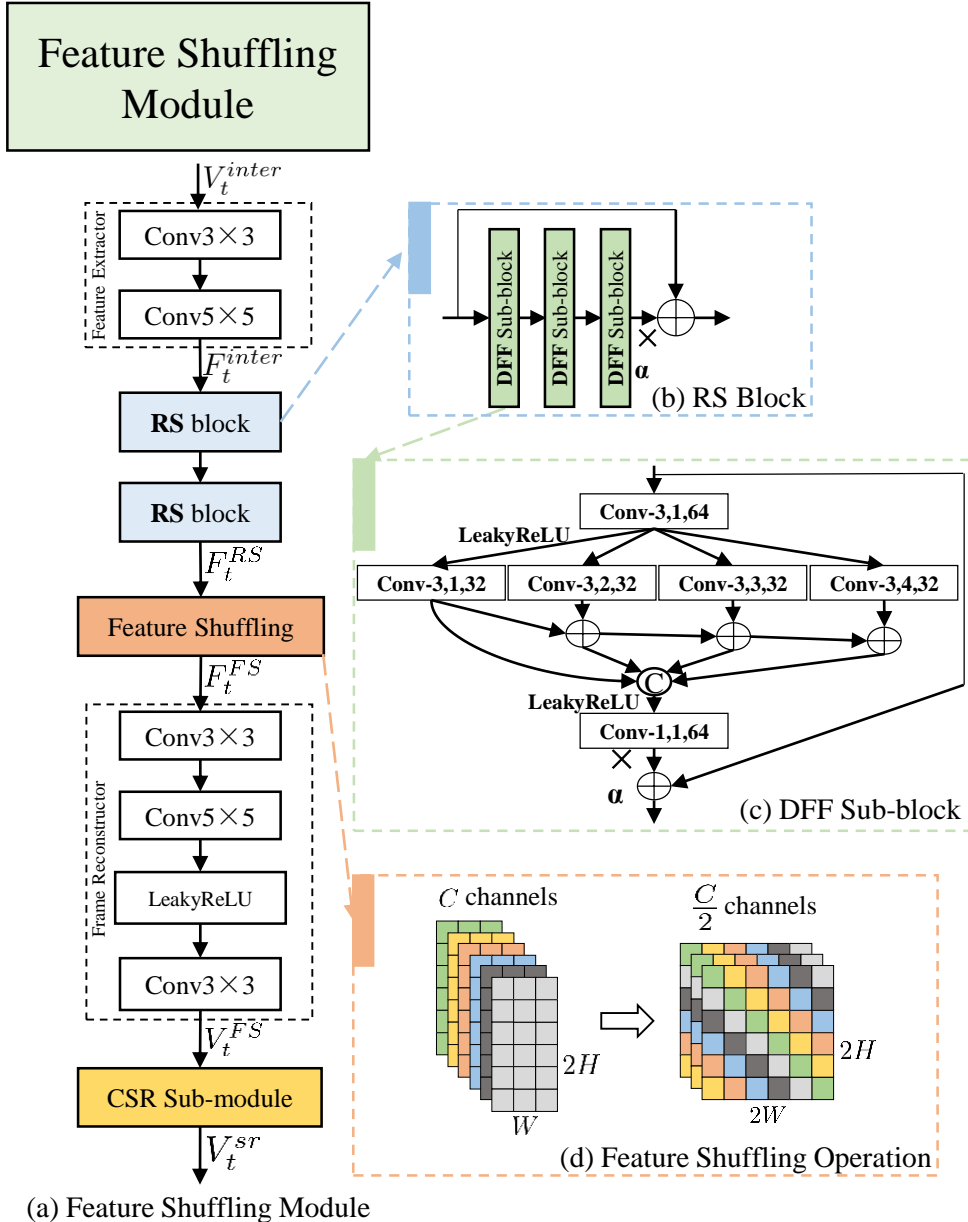 Feature Shuffling
Module
V_t^{inter}
Feature Extractor
Conv3×3
Conv5×5
F_t^{inter}
RS block
RS block
F_t^{RS}
Feature Shuffling
F_t^{FS}
Frame Reconstructor
Conv3×3
Conv5×5
LeakyReLU
Conv3×3
V_t^{FS}
CSR Sub-module
V_t^{sr}
(a) Feature Shuffling Module
DFF Sub-block
DFF Sub-block
DFF Sub-block
×
α
(b) RS Block
Conv-3,1,64
LeakyReLU
Conv-3,1,32
Conv-3,2,32
Conv-3,3,32
Conv-3,4,32
C
LeakyReLU
Conv-1,1,64
×
α
(c) DFF Sub-block
C channels
\frac{C}{2} channels
2H
W
2H
2W
(d) Feature Shuffling Operation